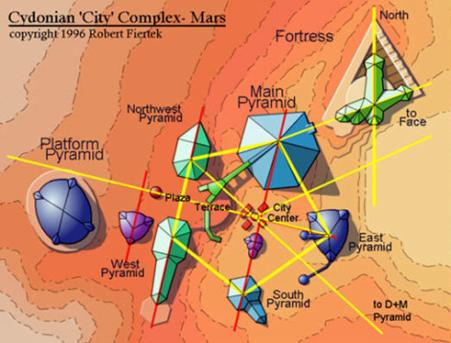 Cydonian 'City' Complex- Mars
copyright 1996 Robert Fiertek
North
Fortress
Main
Pyramid
Northwest
Pyramid
to
Face
Platform
Pyramid
Plaza
Terrace
City
Center
West
Pyramid
East
Pyramid
South
Pyramid
to D+M
Pyramid